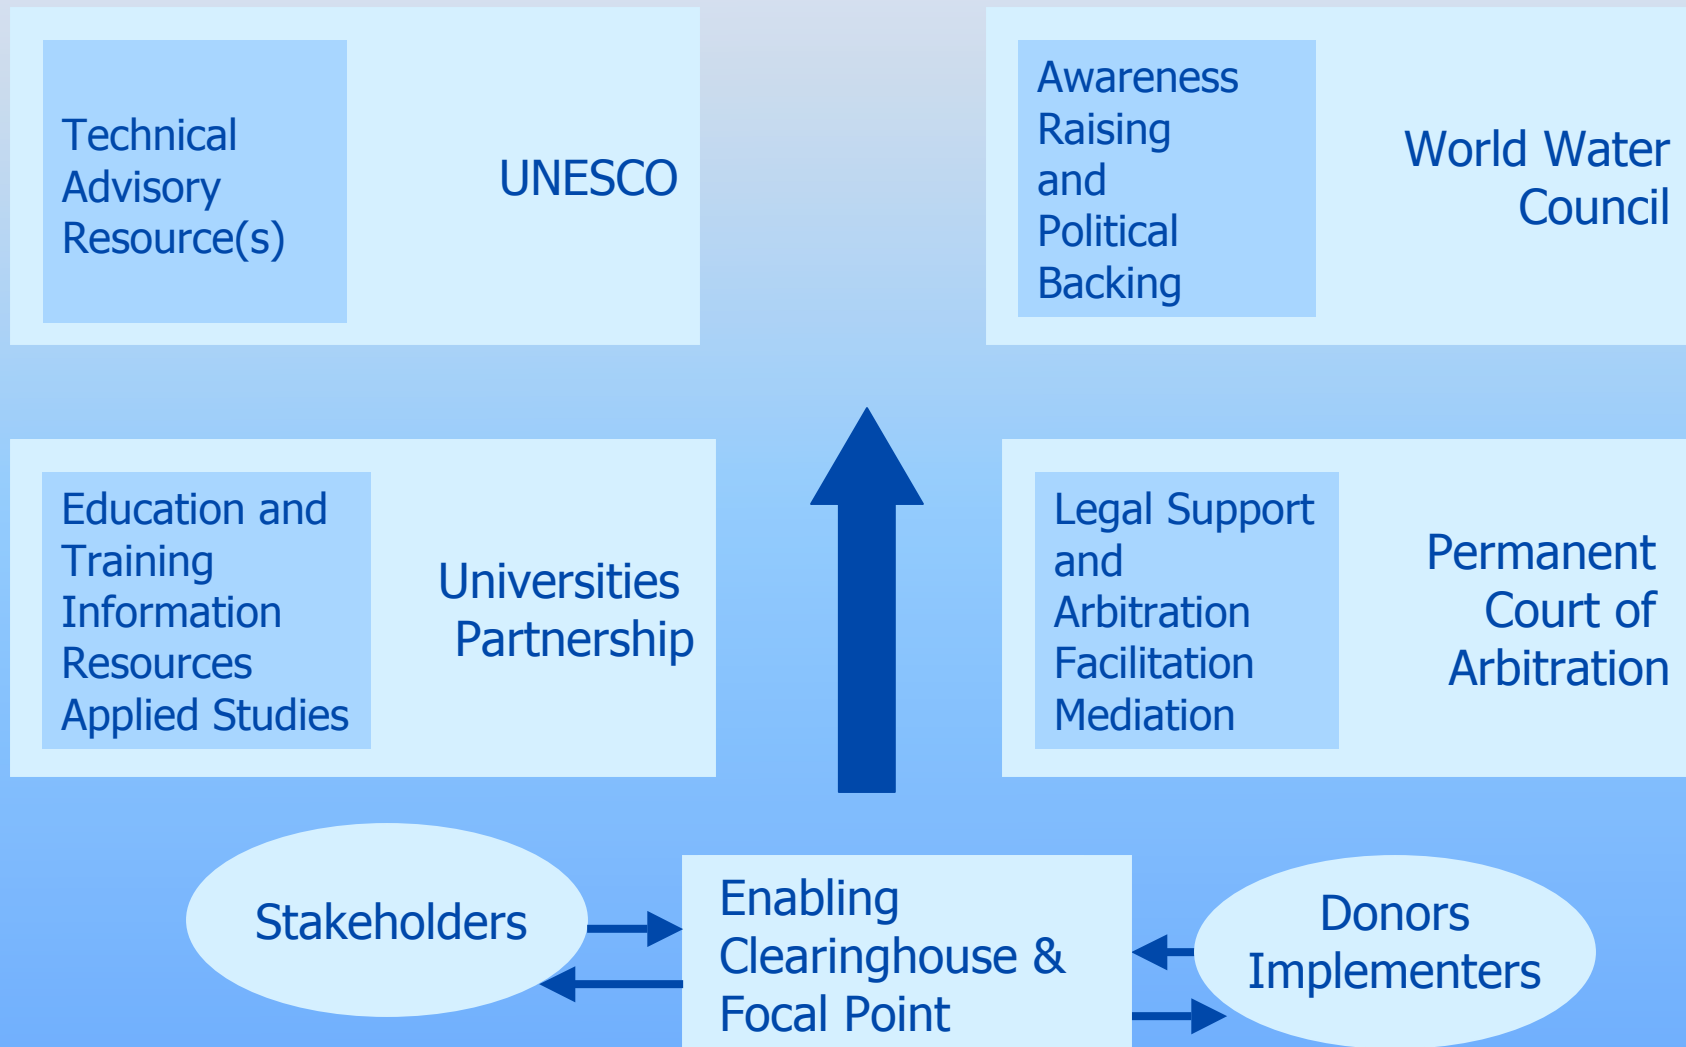 Technical
Advisory
Resource(s)
UNESCO
Awareness
Raising
and
Political
Backing
World Water
Council
Education and
Training
Information
Resources
Applied Studies
Universities
Partnership
Legal Support
and
Arbitration
Facilitation
Mediation
Permanent
Court of
Arbitration
Stakeholders
Enabling
Clearinghouse &
Focal Point
Donors
Implementers